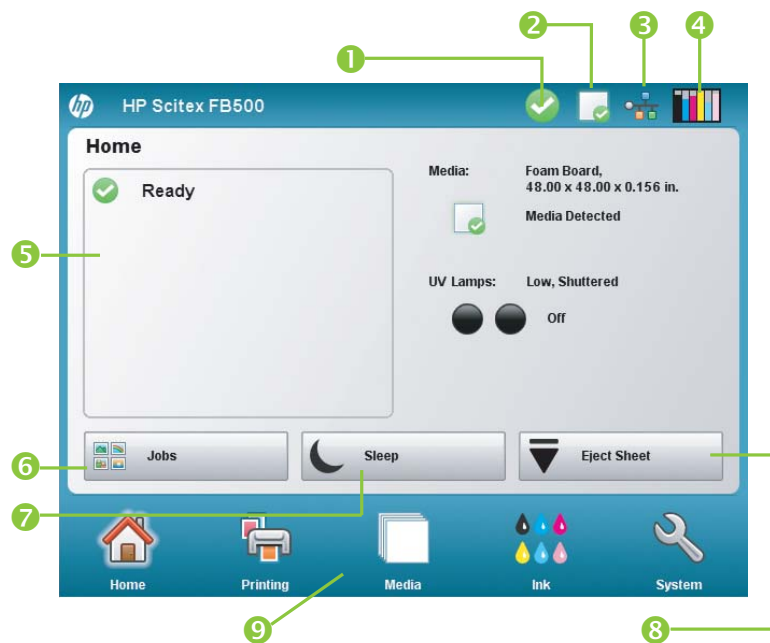 2
3
4
1
hp HP Scitex FB500
Home
Ready
Media: Foam Board,
48.00 x 48.00 x 0.156 in.
Media Detected
5
UV Lamps: Low, Shuttered
Off
Jobs
Sleep
Eject Sheet
6
7
Home
Printing
Media
Ink
System
9
8